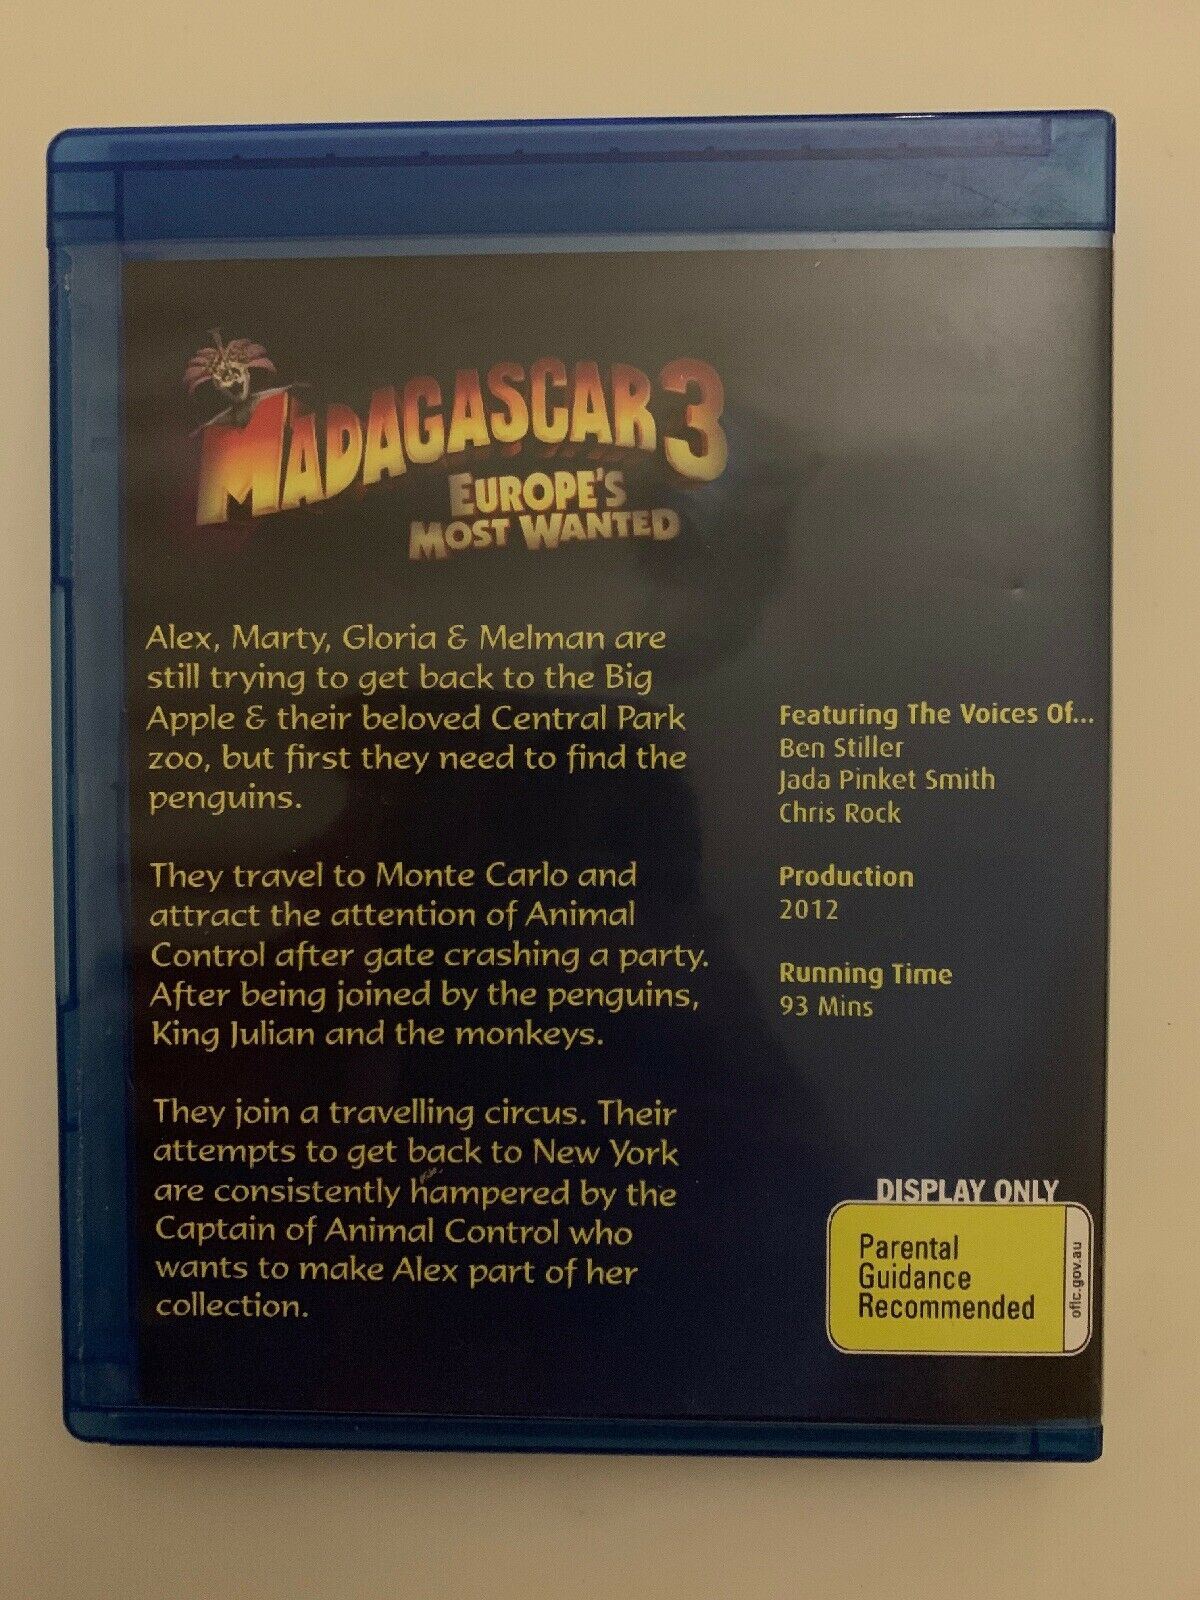 MADAGASCAR 3
EUROPE'S
MOST WANTED
Alex, Marty, Gloria & Melman are
still trying to get back to the Big
Apple & their beloved Central Park
zoo, but first they need to find the
penguins.
They travel to Monte Carlo and
attract the attention of Animal
Control after gate crashing a party.
After being joined by the penguins,
King Julian and the monkeys.
They join a travelling circus. Their
attempts to get back to New York
are consistently hampered by the
Captain of Animal Control who
wants to make Alex part of her
collection.
Featuring The Voices Of...
Ben Stiller
Jada Pinket Smith
Chris Rock
Production
2012
Running Time
93 Mins
DISPLAY ONLY
Parental
Guidance
Recommended
oflc.gov.au